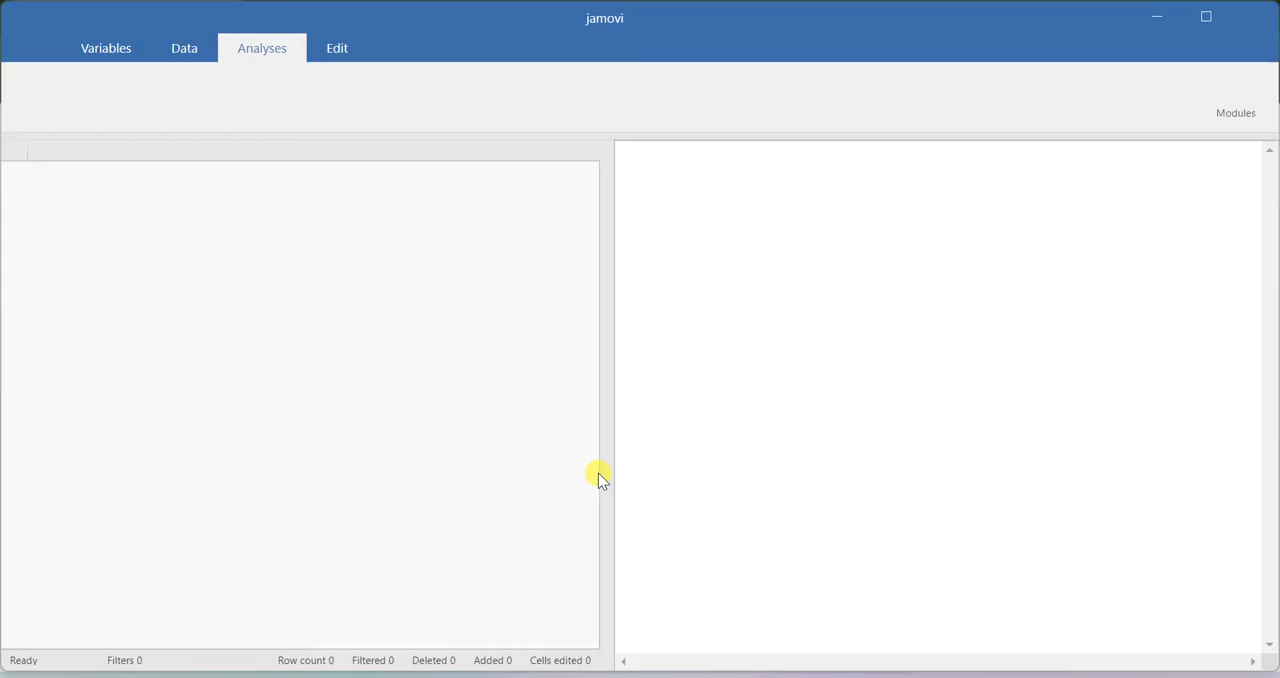 jamovi
Variables Data Analyses Edit
Modules
Ready Filters 0 Row count 0 Filtered 0 Deleted 0 Added 0 Cells edited 0